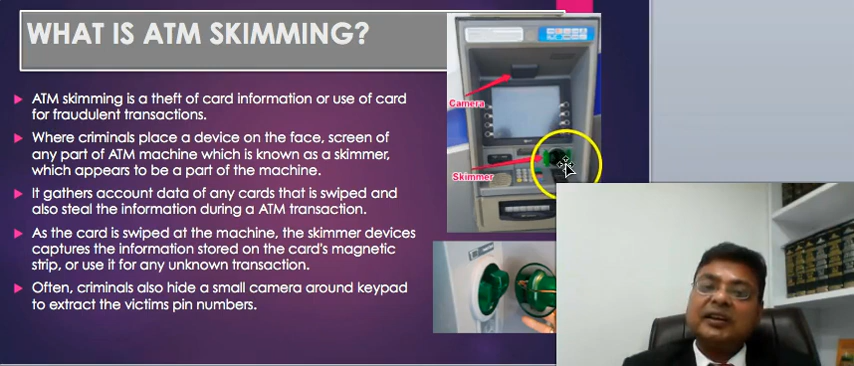 WHAT IS ATM SKIMMING?
ATM skimming is a theft of card information or use of card
for fraudulent transactions.
Where criminals place a device on the face, screen of
any part of ATM machine which is known as a skimmer,
which appears to be a part of the machine.
It gathers account data of any cards that is swiped and
also steal the information during a ATM transaction.
As the card is swiped at the machine, the skimmer devices
captures the information stored on the card's magnetic
strip, or use it for any unknown transaction.
Often, criminals also hide a small camera around keypad
to extract the victims pin numbers.
Camera
Skimmer